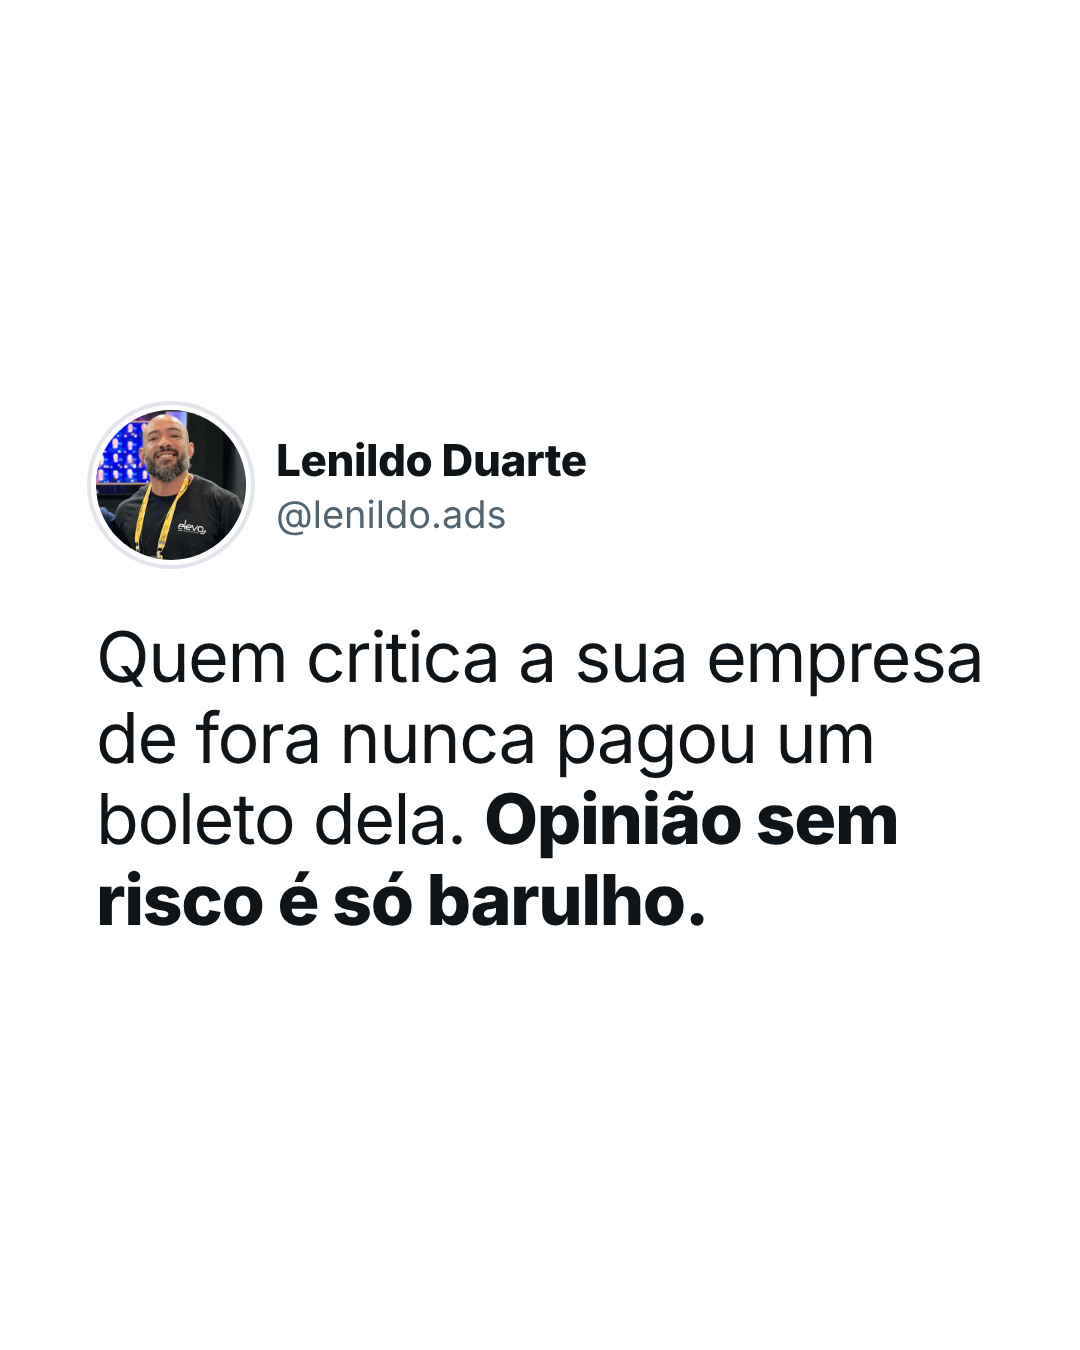 elevo
Lenildo Duarte
@lenildo.ads
Quem critica a sua empresa
de fora nunca pagou um
boleto dela. Opinião sem
risco é só barulho.